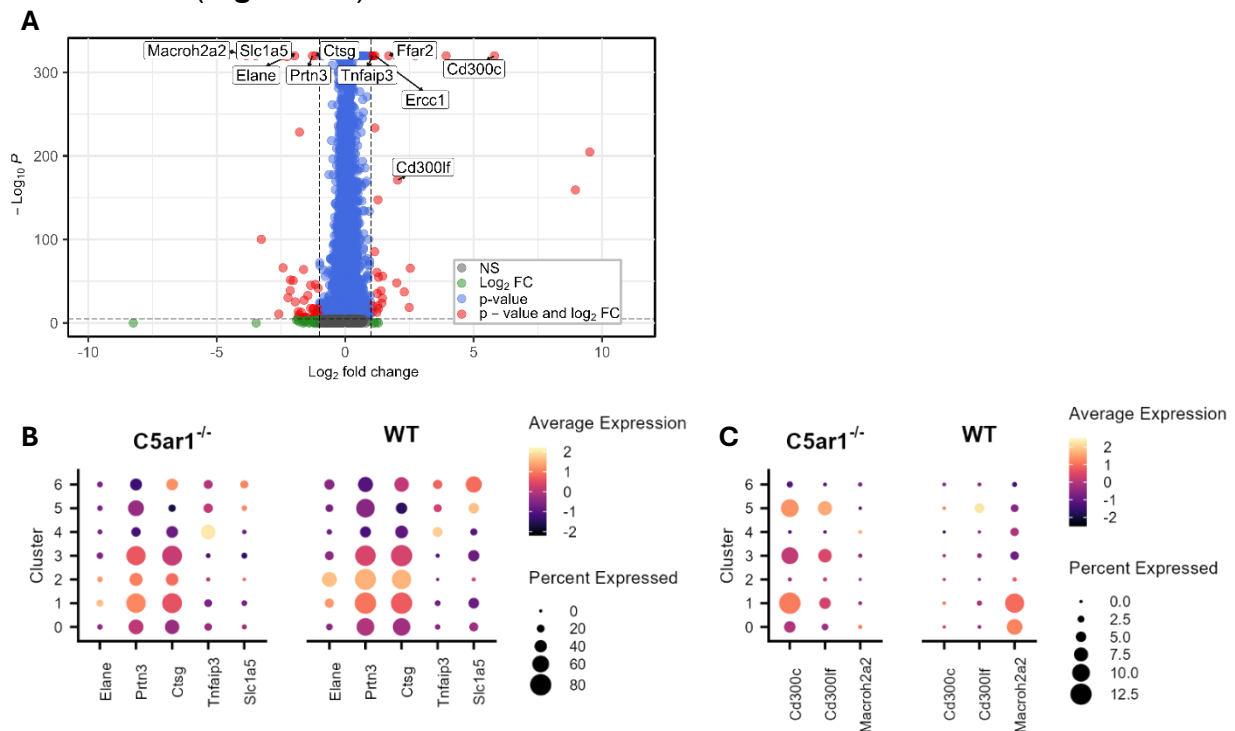 A
Macroh2a2
Slc1a5
Ctsg
Ffar2
Elane
Prtn3
Tnfaip3
Cd300c
Ercc1
Cd300lf
300
200
100
0
– Log10 P
NS
Log2 FC
p-value
p – value and log2 FC
-10 -5 0 5 10
Log2 fold change
B
C5ar1-/-
WT
Cluster
6
5
4
3
2
1
0
Elane Prtn3 Ctsg Tnfaip3 Slc1a5
Elane Prtn3 Ctsg Tnfaip3 Slc1a5
Average Expression
2
1
0
-1
-2
Percent Expressed
0
20
40
60
80
C
C5ar1-/-
WT
Cluster
6
5
4
3
2
1
0
Cd300c Cd300lf Macroh2a2
Cd300c Cd300lf Macroh2a2
Average Expression
2
1
0
-1
-2
Percent Expressed
0.0
2.5
5.0
7.5
10.0
12.5